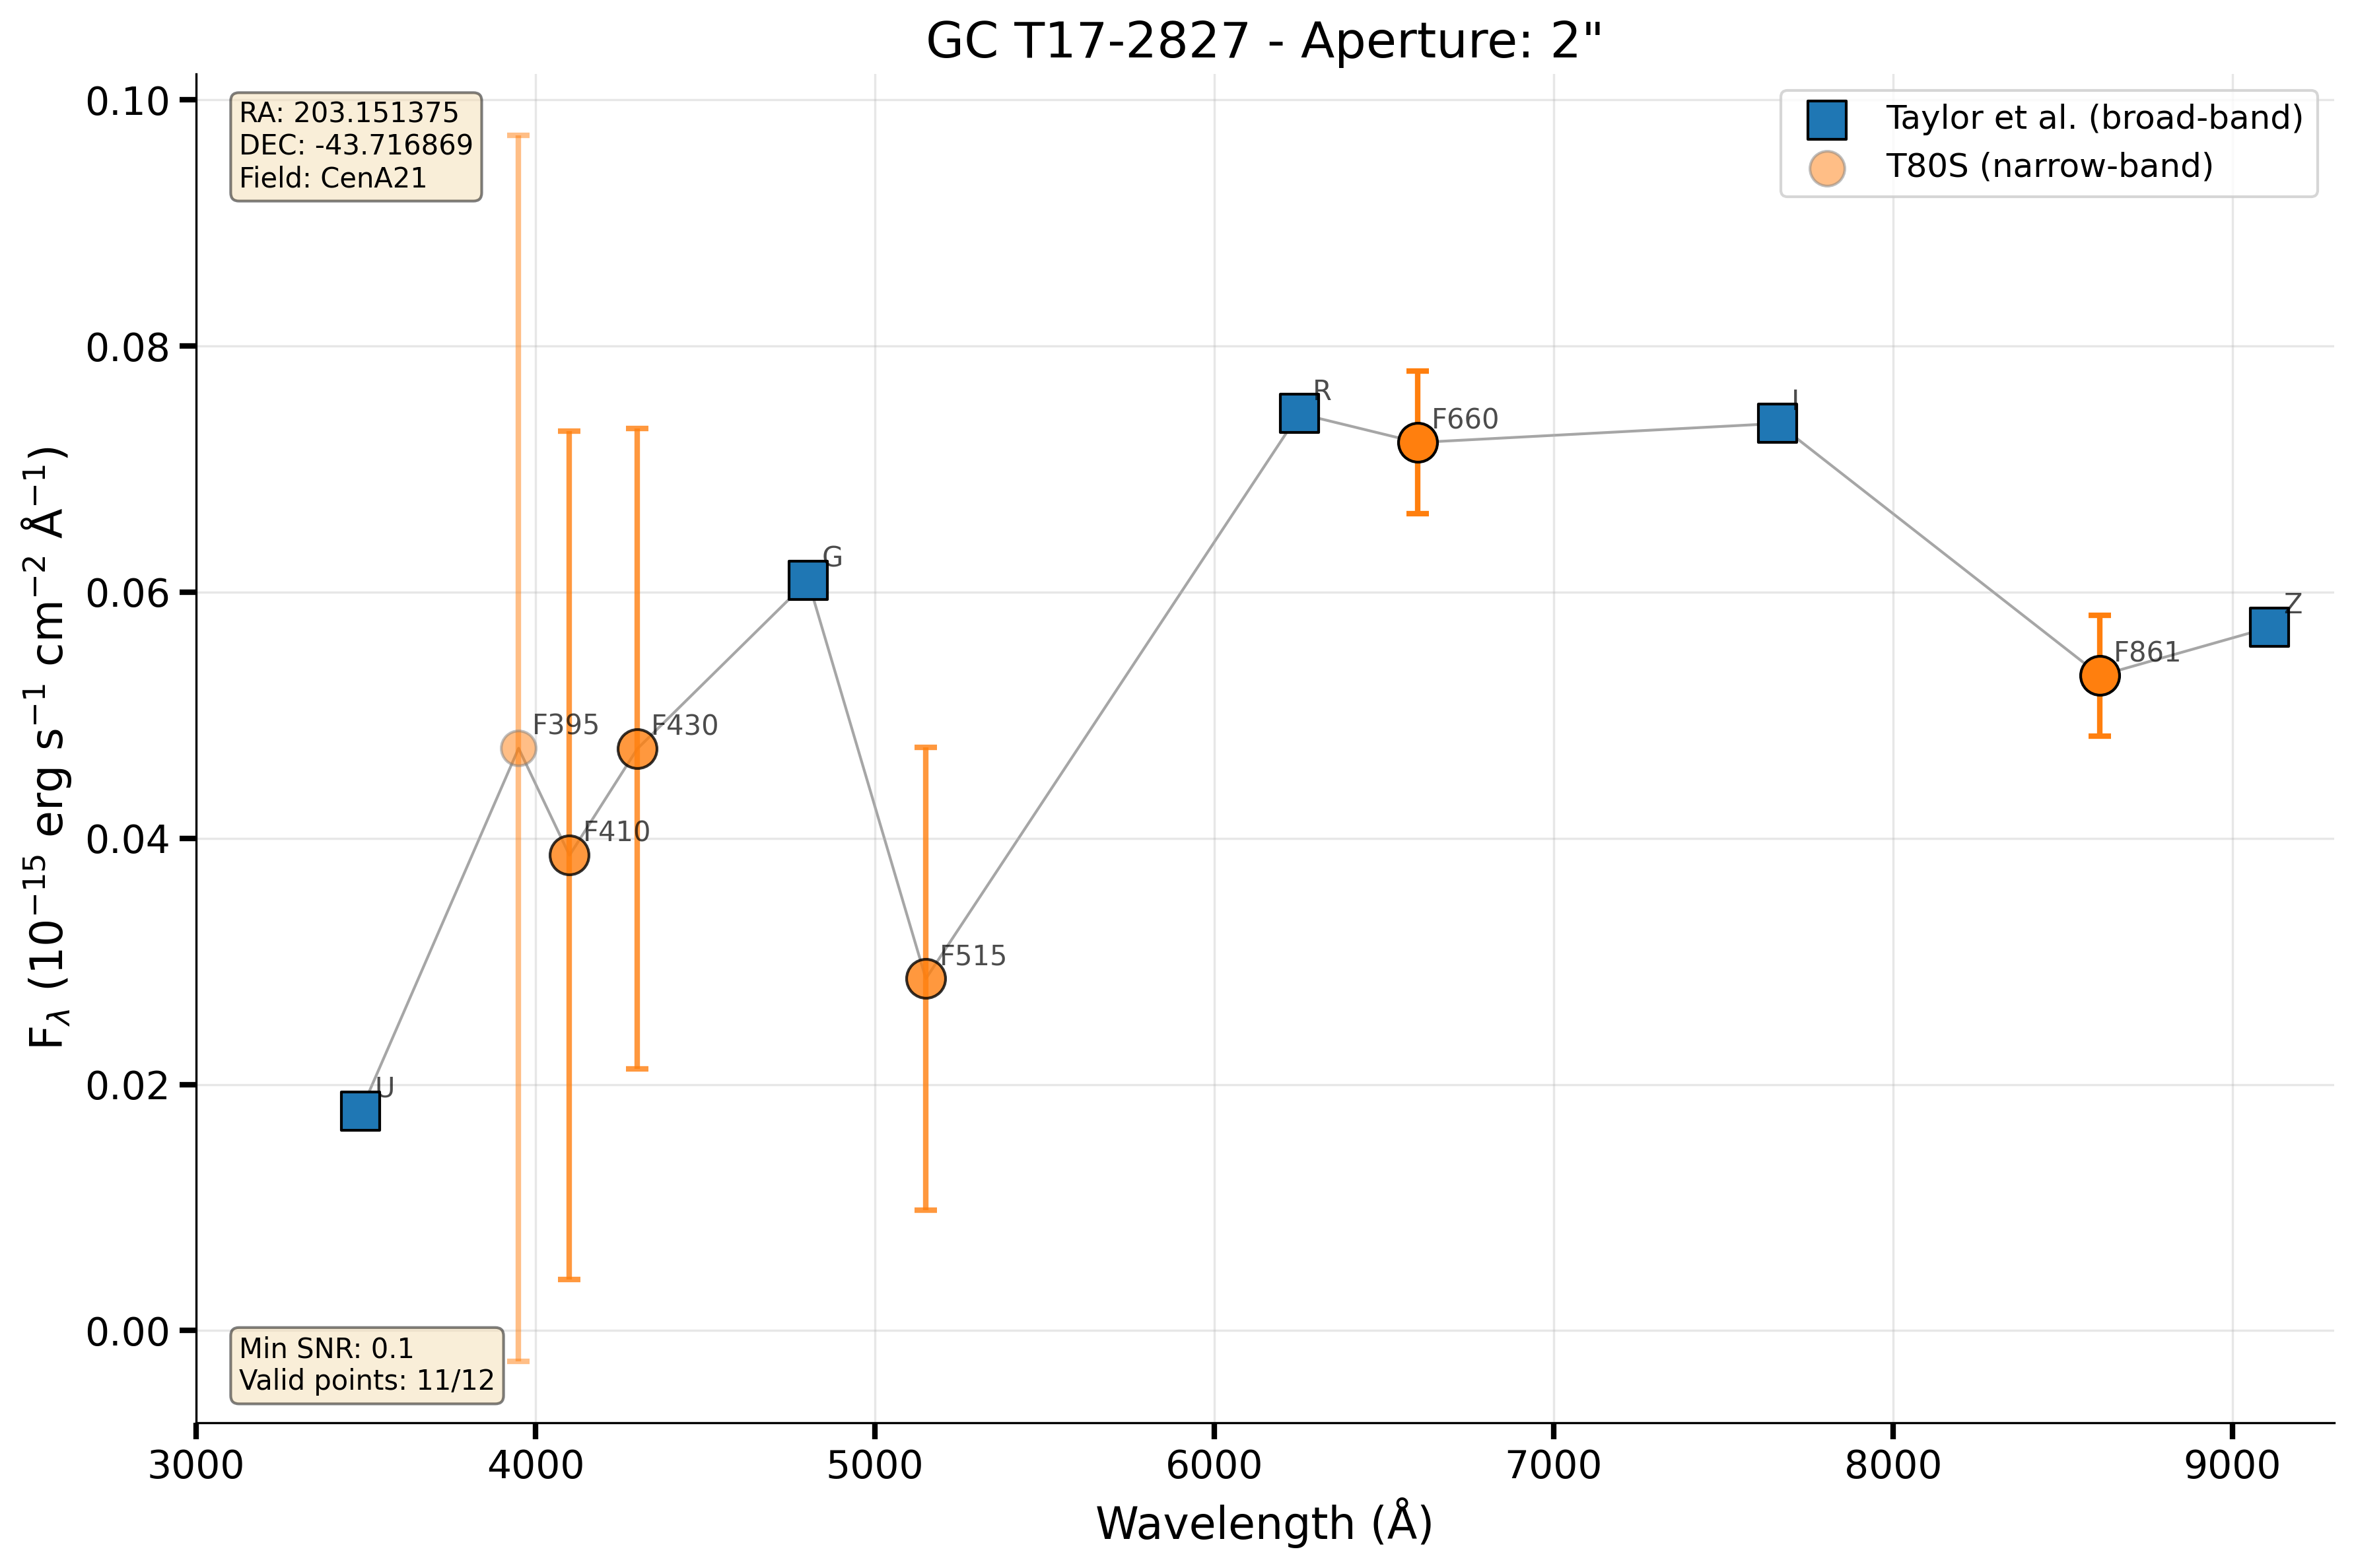 GC T17-2827 - Aperture: 2"
RA: 203.151375
DEC: -43.716869
Field: CenA21
Taylor et al. (broad-band)
T80S (narrow-band)
0.10
0.08
0.06
0.04
0.02
0.00
F_λ (10⁻¹⁵ erg s⁻¹ cm⁻² Å⁻¹)
U
F395
F410
F430
G
F515
R
F660
I
F861
Z
Min SNR: 0.1
Valid points: 11/12
3000 4000 5000 6000 7000 8000 9000
Wavelength (Å)